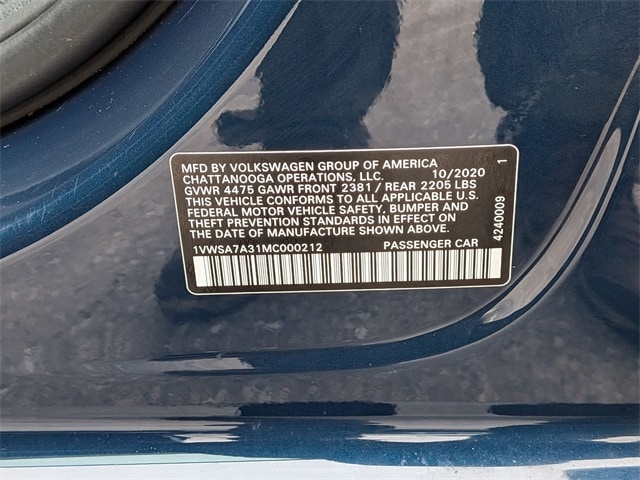 MFD BY VOLKSWAGEN GROUP OF AMERICA
CHATTANOOGA OPERATIONS, LLC. 10/2020
GVWR 4475 GAWR FRONT 2381 / REAR 2205 LBS
THIS VEHICLE CONFORMS TO ALL APPLICABLE U.S.
FEDERAL MOTOR VEHICLE SAFETY, BUMPER AND
THEFT PREVENTION STANDARDS IN EFFECT ON
THE DATE OF MANUFACTURE SHOWN ABOVE.
1VWSA7A31MC000212 PASSENGER CAR
4240009 1